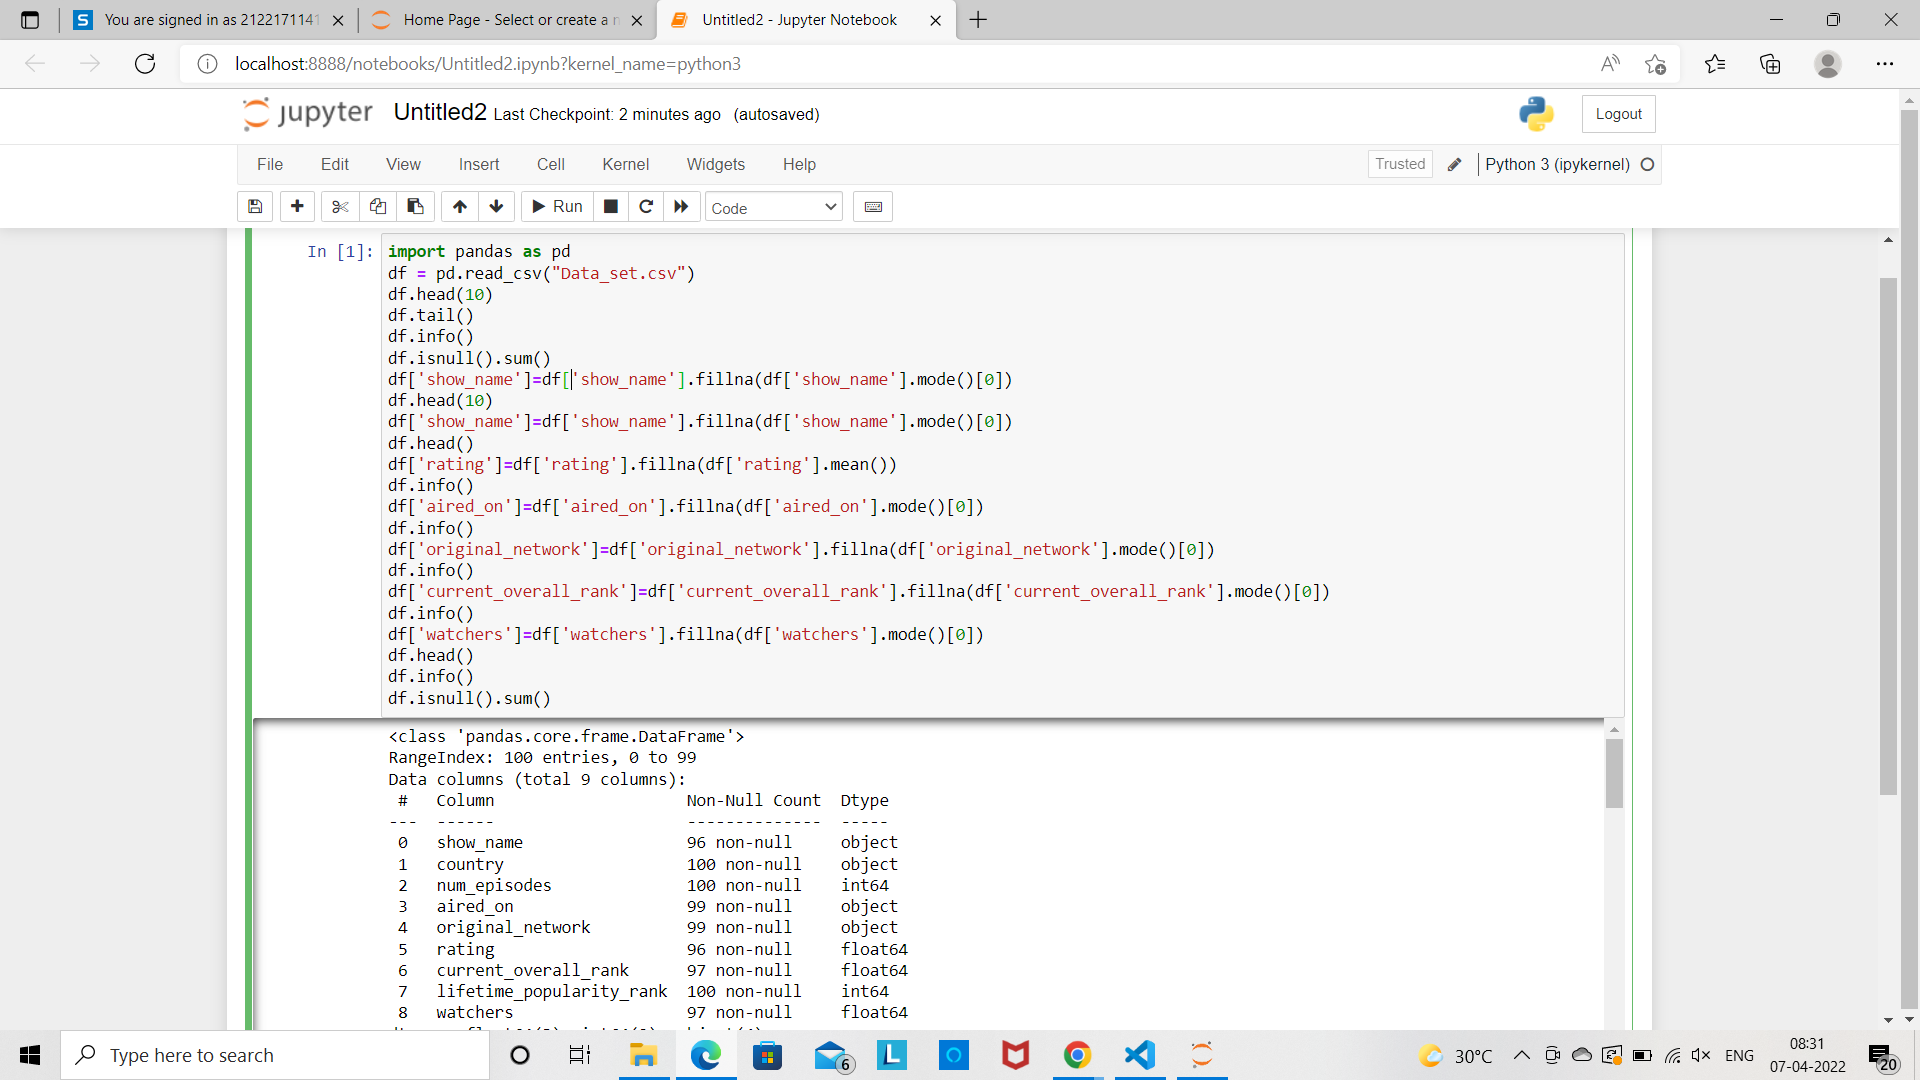 You are signed in as 2122171141
Home Page - Select or create a n
Untitled2 - Jupyter Notebook
localhost:8888/notebooks/Untitled2.ipynb?kernel_name=python3
jupyter Untitled2 Last Checkpoint: 2 minutes ago (autosaved)
Logout
File Edit View Insert Cell Kernel Widgets Help
Trusted
Python 3 (ipykernel)
Run
Code
In [1]:
import pandas as pd
df = pd.read_csv("Data_set.csv")
df.head(10)
df.tail()
df.info()
df.isnull().sum()
df['show_name']=df['show_name'].fillna(df['show_name'].mode()[0])
df.head(10)
df['show_name']=df['show_name'].fillna(df['show_name'].mode()[0])
df.head()
df['rating']=df['rating'].fillna(df['rating'].mean())
df.info()
df['aired_on']=df['aired_on'].fillna(df['aired_on'].mode()[0])
df.info()
df['original_network']=df['original_network'].fillna(df['original_network'].mode()[0])
df.info()
df['current_overall_rank']=df['current_overall_rank'].fillna(df['current_overall_rank'].mode()[0])
df.info()
df['watchers']=df['watchers'].fillna(df['watchers'].mode()[0])
df.head()
df.info()
df.isnull().sum()
<class 'pandas.core.frame.DataFrame'>
RangeIndex: 100 entries, 0 to 99
Data columns (total 9 columns):
# Column Non-Null Count Dtype
--- ------ -------------- -----
0 show_name 96 non-null object
1 country 100 non-null object
2 num_episodes 100 non-null int64
3 aired_on 99 non-null object
4 original_network 99 non-null object
5 rating 96 non-null float64
6 current_overall_rank 97 non-null float64
7 lifetime_popularity_rank 100 non-null int64
8 watchers 97 non-null float64
Type here to search
6
L
30°C
ENG
08:31
07-04-2022
20